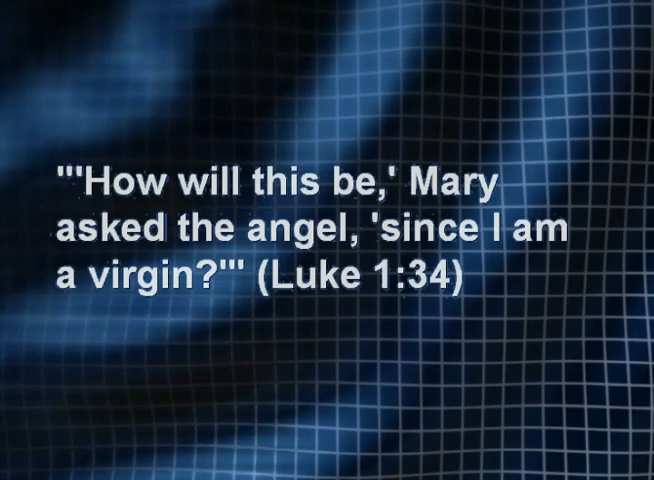 "'How will this be,' Mary
asked the angel, 'since I am
a virgin?'" (Luke 1:34)